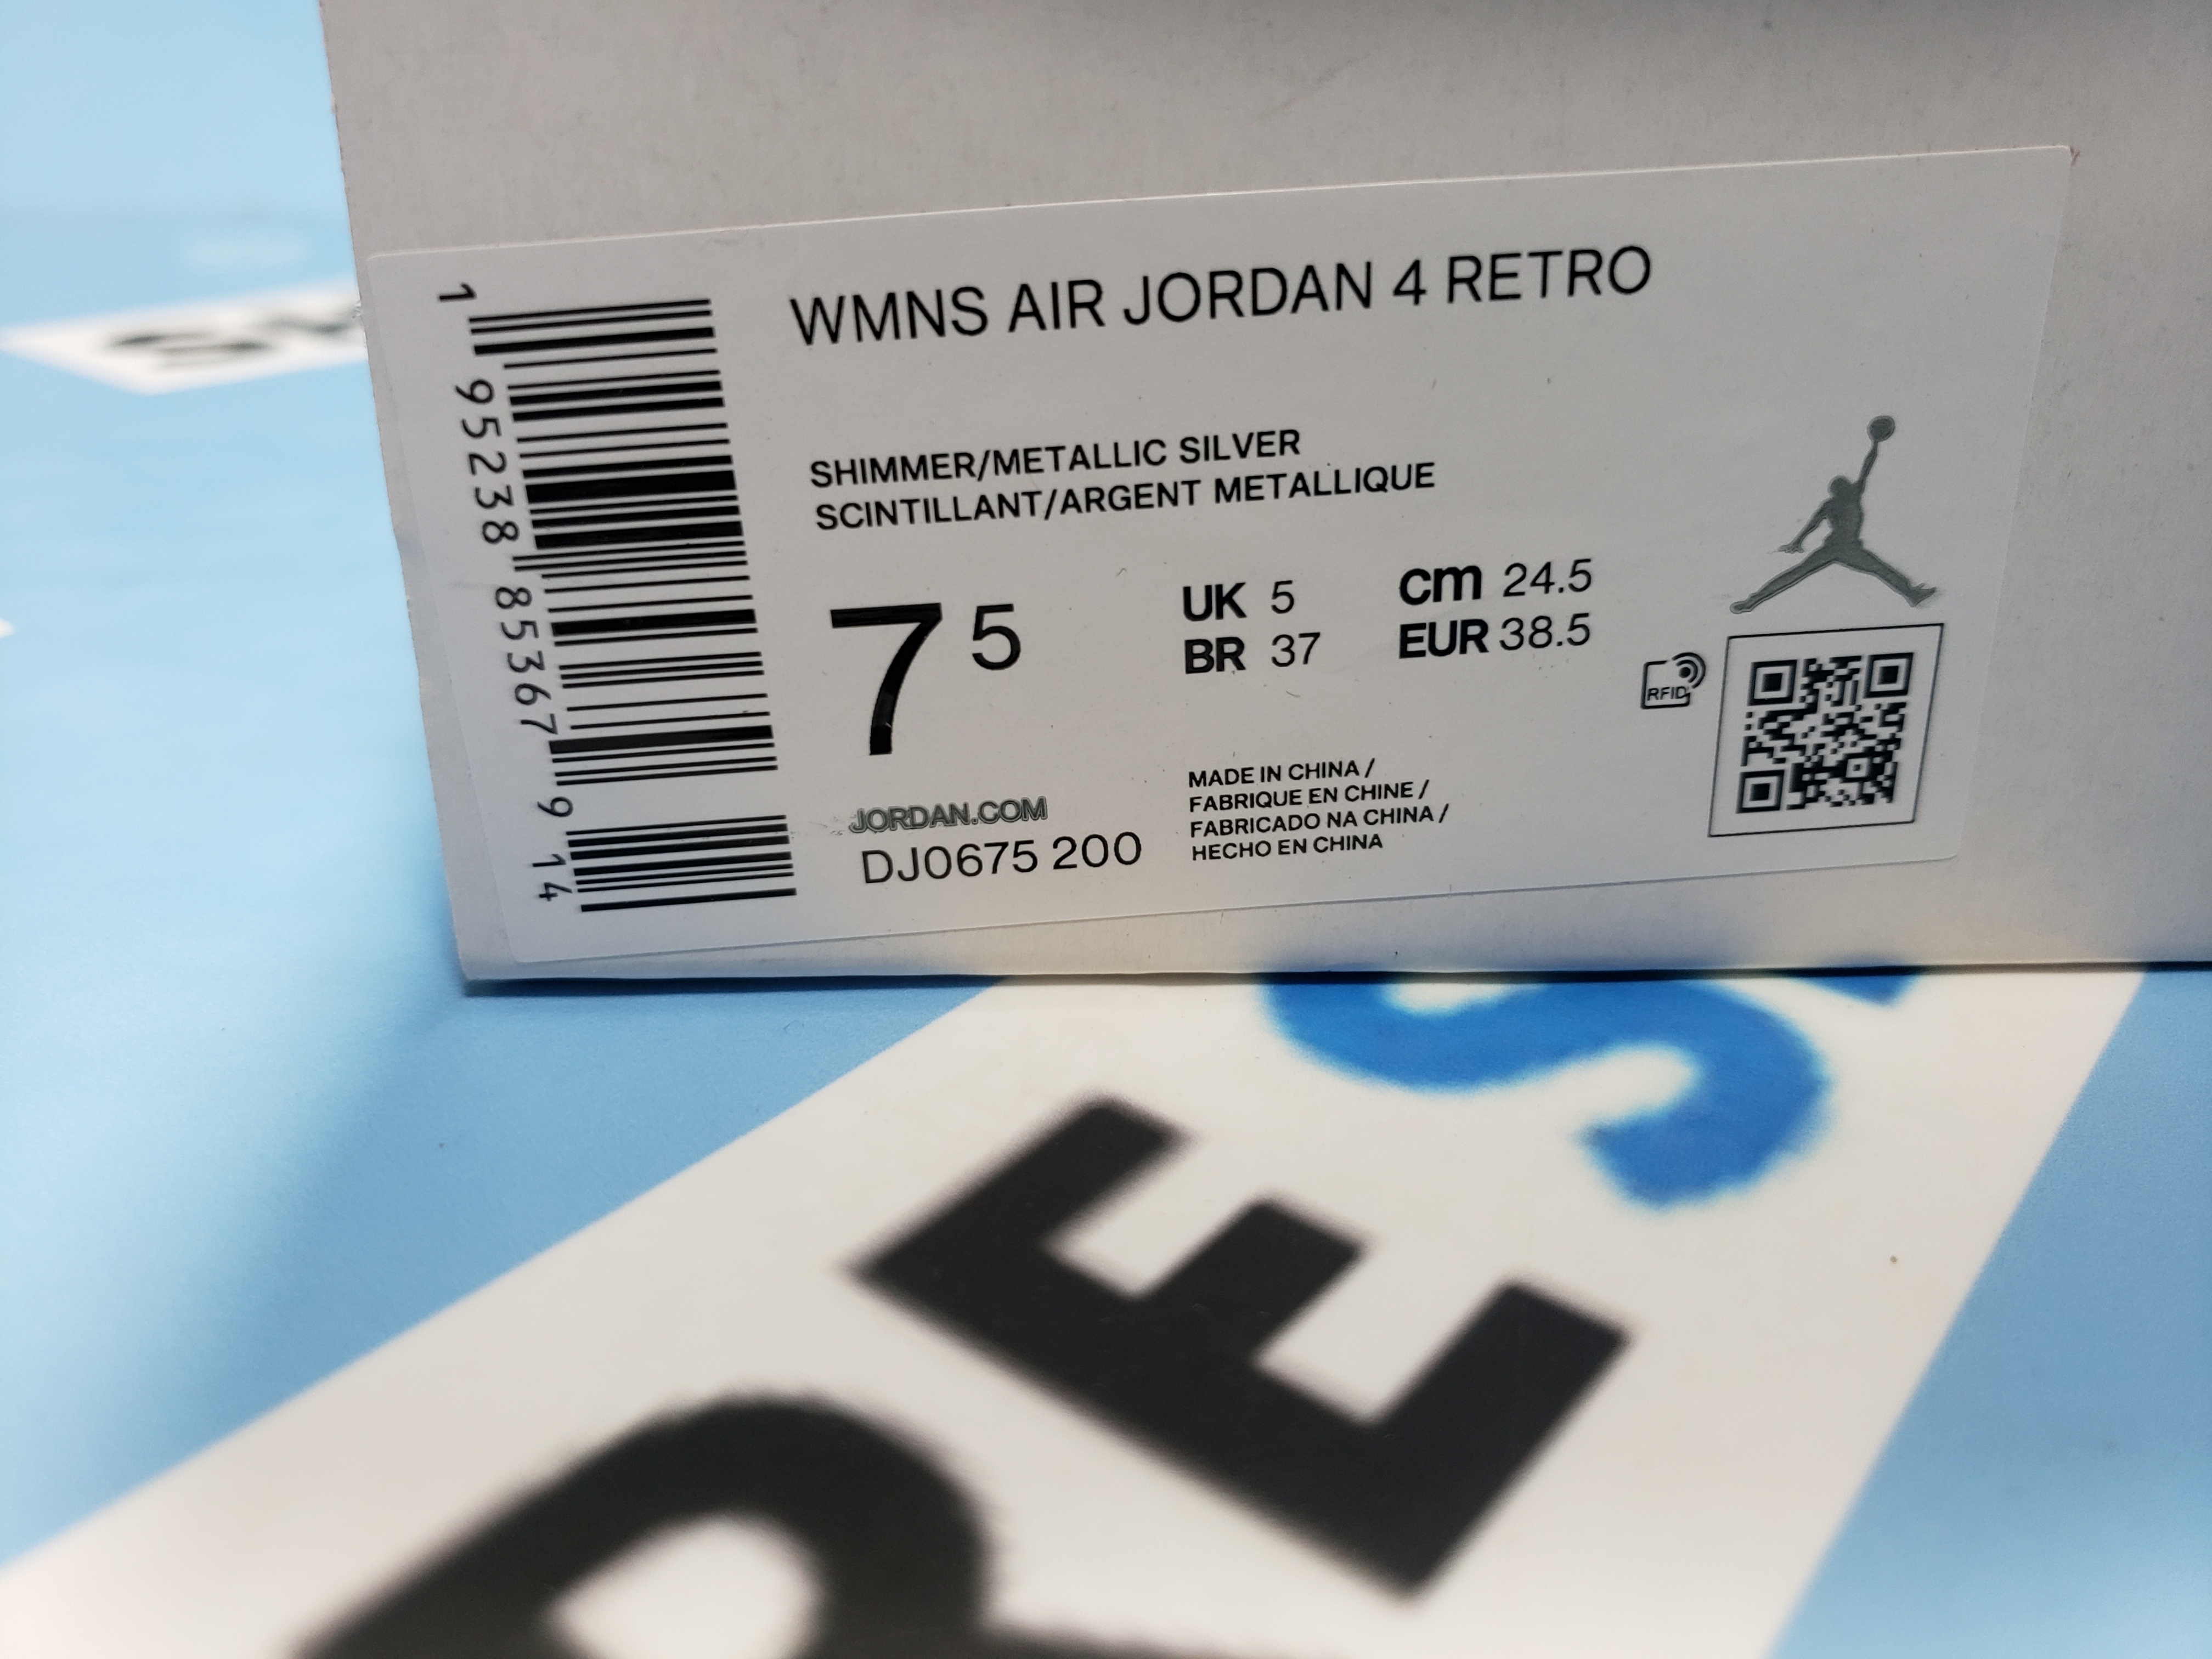 WMNS AIR JORDAN 4 RETRO
SHIMMER/METALLIC SILVER
SCINTILLANT/ARGENT METALLIQUE
7 5
UK 5
BR 37
cm 24.5
EUR 38.5
RFID
JORDAN.COM
DJ0675 200
MADE IN CHINA /
FABRIQUE EN CHINE /
FABRICADO NA CHINA /
HECHO EN CHINA
1 95238 85367 9 14